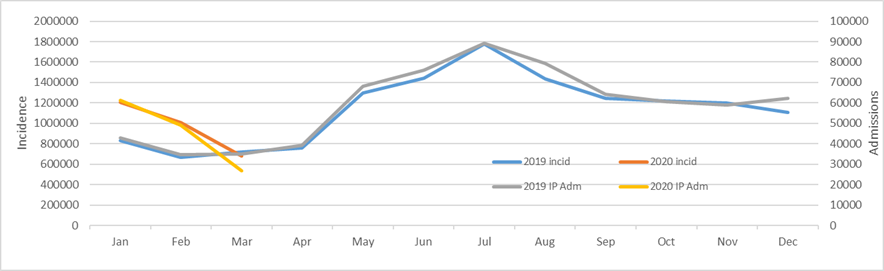 2000000 100000
1800000 90000
1600000 80000
1400000 70000
1200000 60000
1000000 50000
800000 40000
600000 30000
400000 20000
200000 10000
0 0
Incidence
Admissions
2019 incid 2020 incid
2019 IP Adm 2020 IP Adm
Jan Feb Mar Apr May Jun Jul Aug Sep Oct Nov Dec